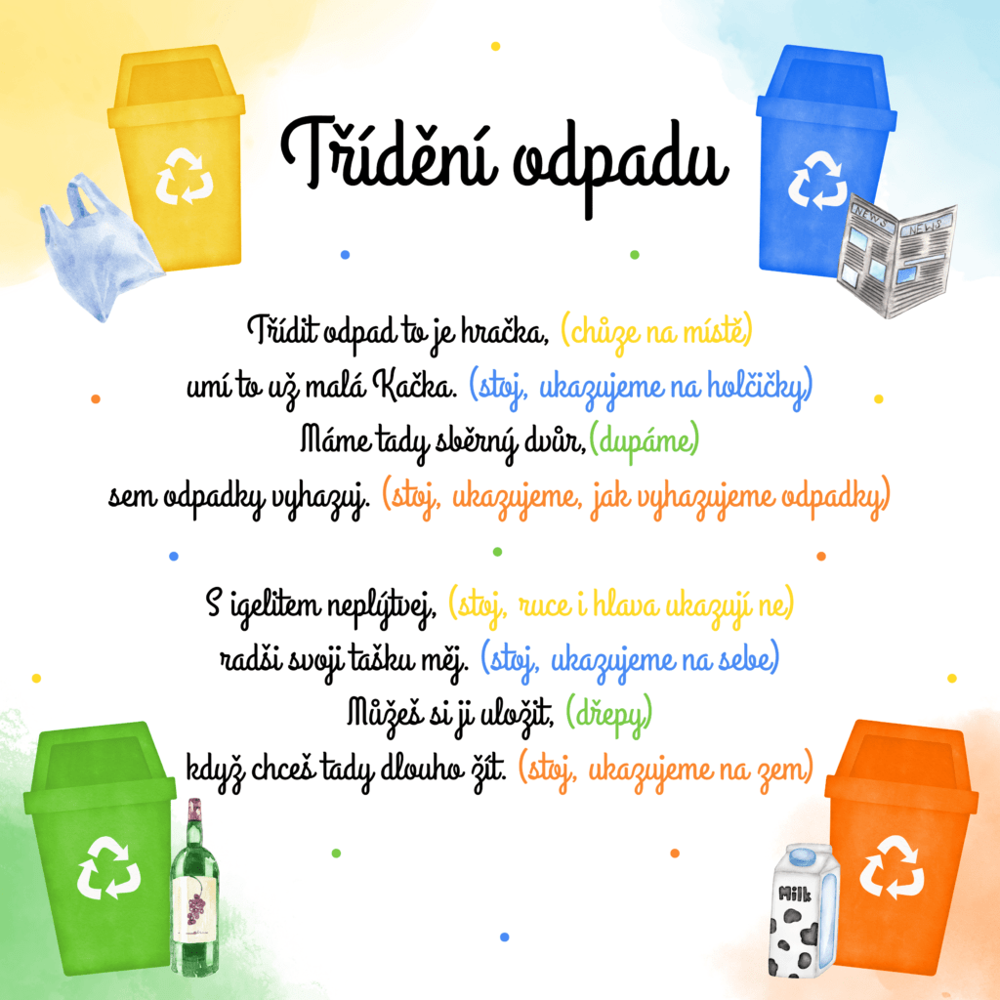 Třídění odpadu
NEWS NEWS
Třídit odpad to je hračka, (chůze na místě)
umí to už malá Kačka. (stoj, ukazujeme na holčičky)
Máme tady sběrný dvůr,(dupáme)
sem odpadky vyhazuj. (stoj, ukazujeme, jak vyhazujeme odpadky)
S igelitem neplýtvej, (stoj, ruce i hlava ukazují ne)
radši svoji tašku měj. (stoj, ukazujeme na sebe)
Můžeš si ji uložit, (dřepy)
když chceš tady dlouho žít. (stoj, ukazujeme na zem)
Milk